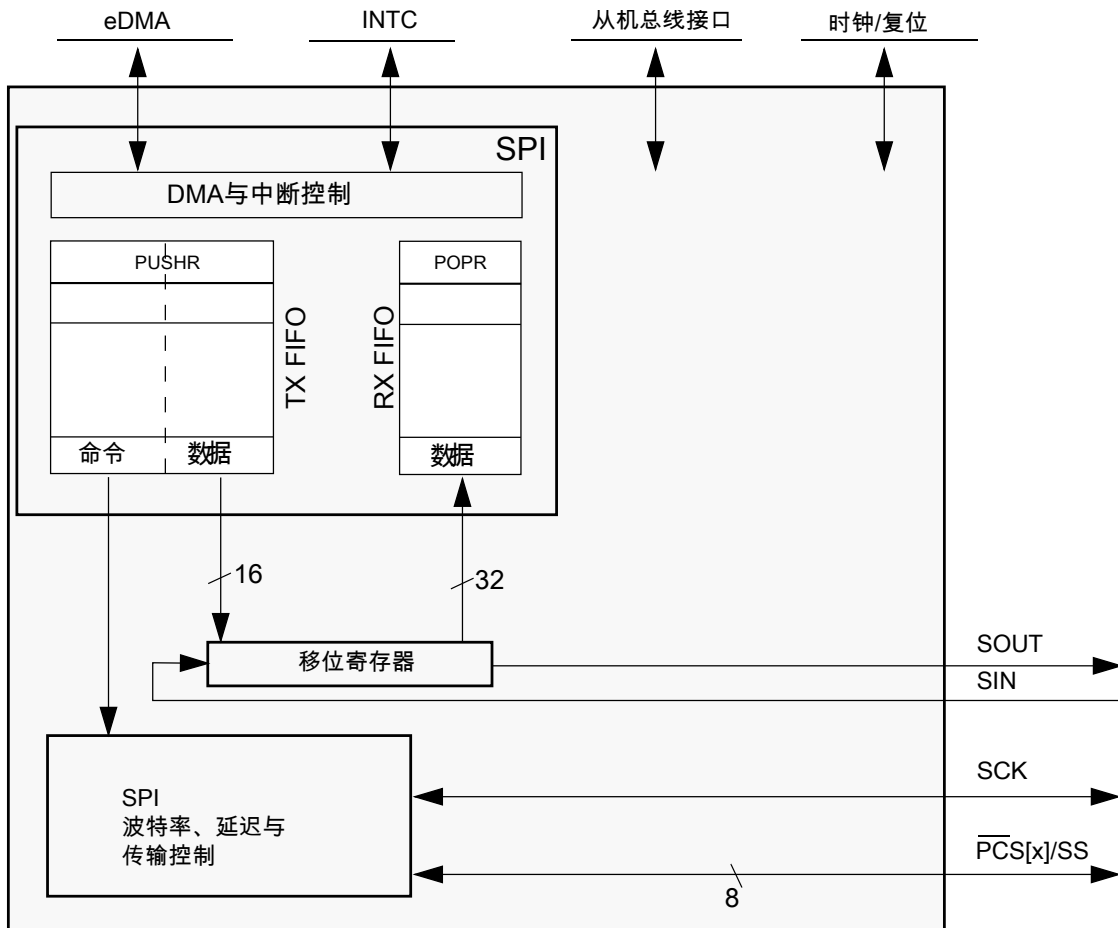 eDMA
INTC
从机总线接口
时钟/复位
SPI
DMA与中断控制
PUSHR
POPR
TX FIFO
RX FIFO
命令
数据
数据
16
32
移位寄存器
SOUT
SIN
SCK
SPI
波特率、延迟与
传输控制
PCS[x]/SS
8